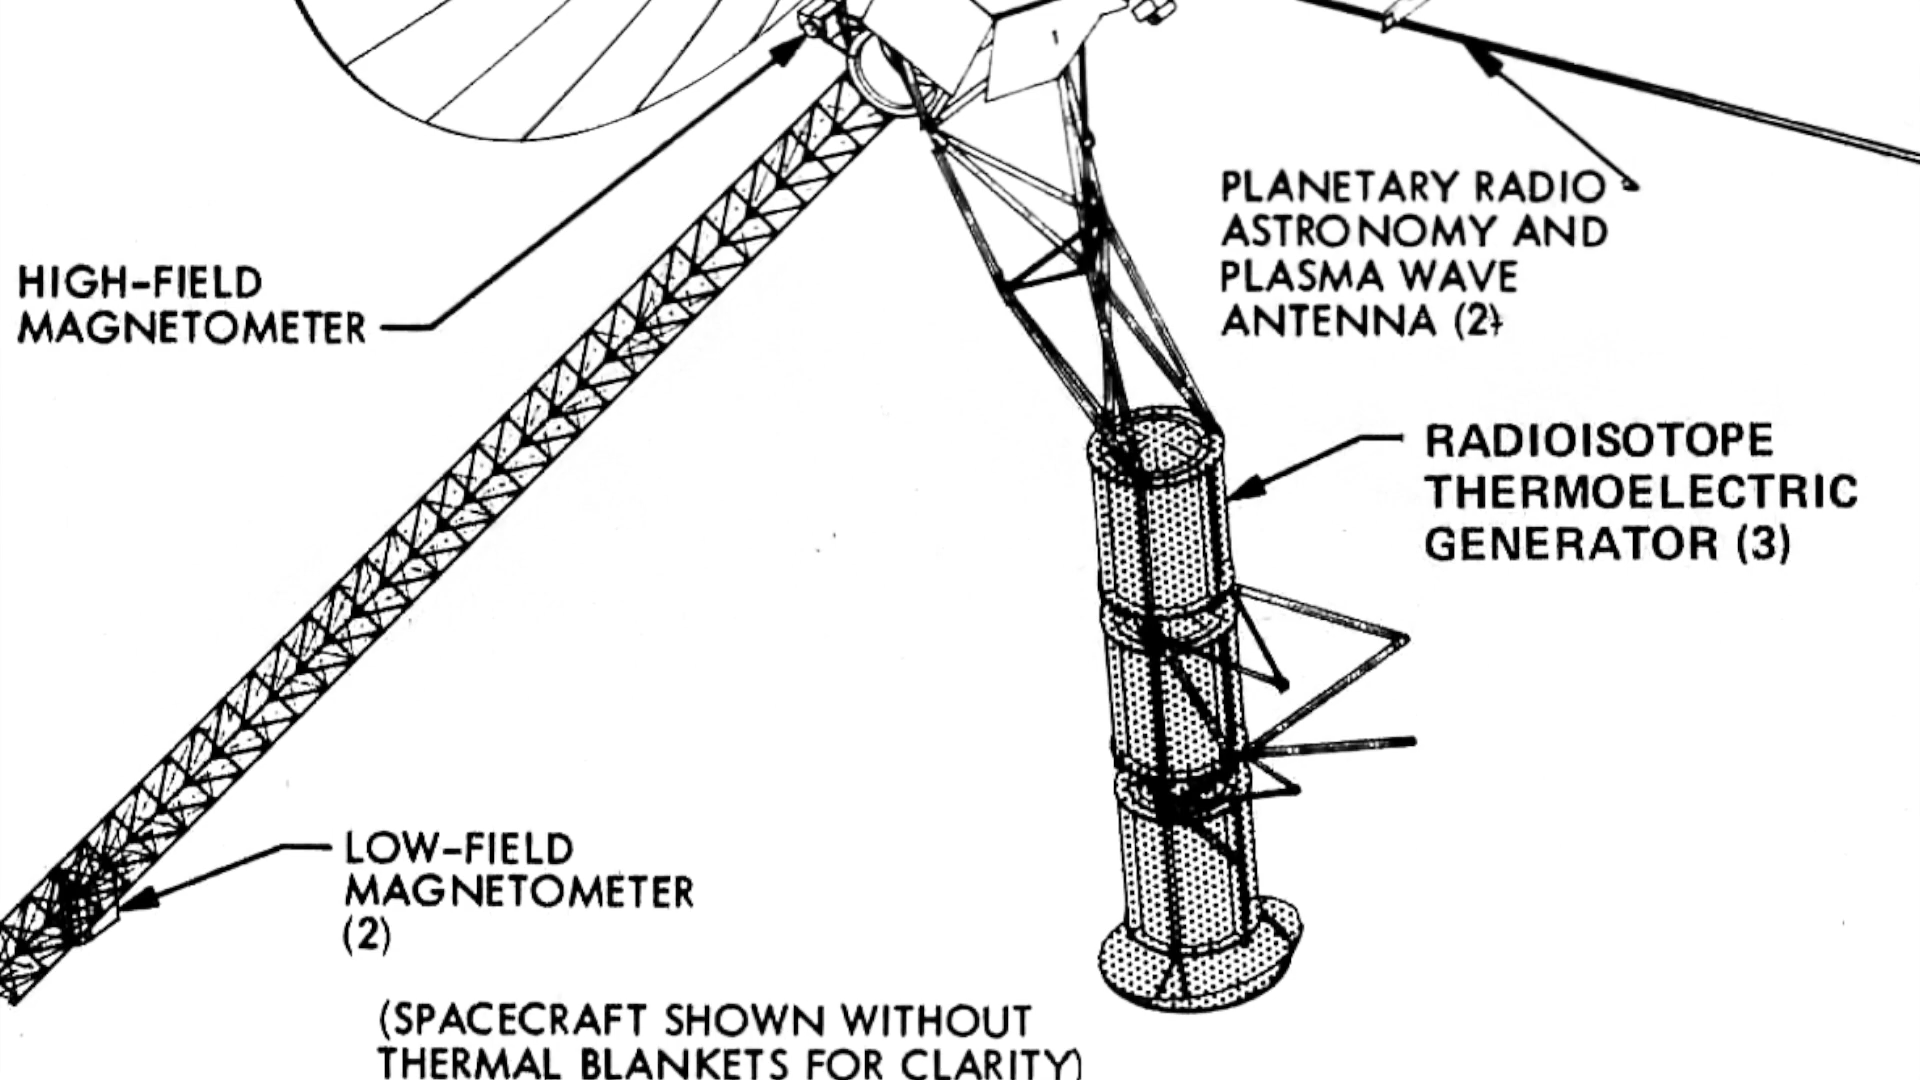 1
PLANETARY RADIO
ASTRONOMY AND
PLASMA WAVE
ANTENNA (2)
HIGH-FIELD
MAGNETOMETER
RADIOISOTOPE
THERMOELECTRIC
GENERATOR (3)
LOW-FIELD
MAGNETOMETER
(2)
(SPACECRAFT SHOWN WITHOUT
THERMAL BLANKETS FOR CLARITY)